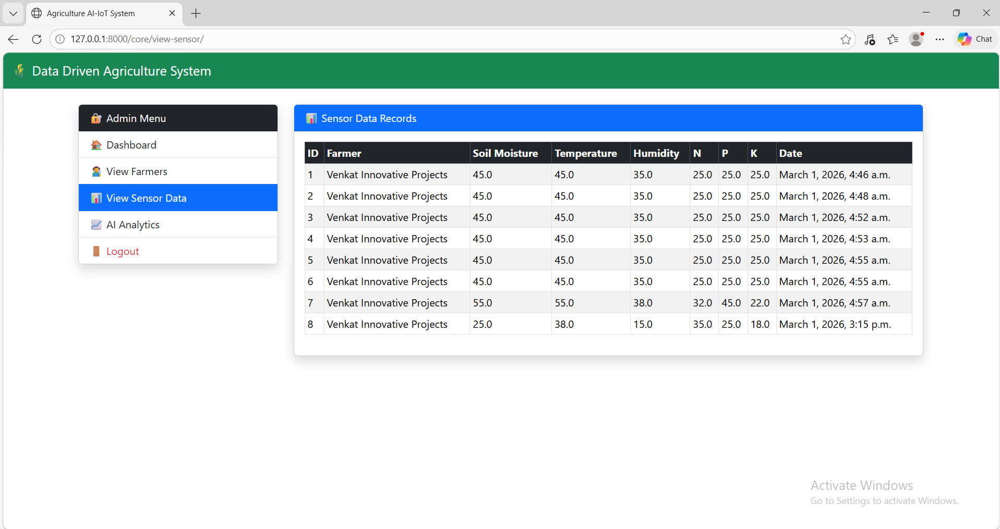 Agriculture AI-IoT System
127.0.0.1:8000/core/view-sensor/
Chat
Data Driven Agriculture System
Admin Menu
Dashboard
View Farmers
View Sensor Data
AI Analytics
Logout
Sensor Data Records
ID Farmer Soil Moisture Temperature Humidity N P K Date
1 Venkat Innovative Projects 45.0 45.0 35.0 25.0 25.0 25.0 March 1, 2026, 4:46 a.m.
2 Venkat Innovative Projects 45.0 45.0 35.0 25.0 25.0 25.0 March 1, 2026, 4:48 a.m.
3 Venkat Innovative Projects 45.0 45.0 35.0 25.0 25.0 25.0 March 1, 2026, 4:52 a.m.
4 Venkat Innovative Projects 45.0 45.0 35.0 25.0 25.0 25.0 March 1, 2026, 4:53 a.m.
5 Venkat Innovative Projects 45.0 45.0 35.0 25.0 25.0 25.0 March 1, 2026, 4:55 a.m.
6 Venkat Innovative Projects 45.0 45.0 35.0 25.0 25.0 25.0 March 1, 2026, 4:55 a.m.
7 Venkat Innovative Projects 55.0 55.0 38.0 32.0 45.0 22.0 March 1, 2026, 4:57 a.m.
8 Venkat Innovative Projects 25.0 38.0 15.0 35.0 25.0 18.0 March 1, 2026, 3:15 p.m.
Activate Windows
Go to Settings to activate Windows.